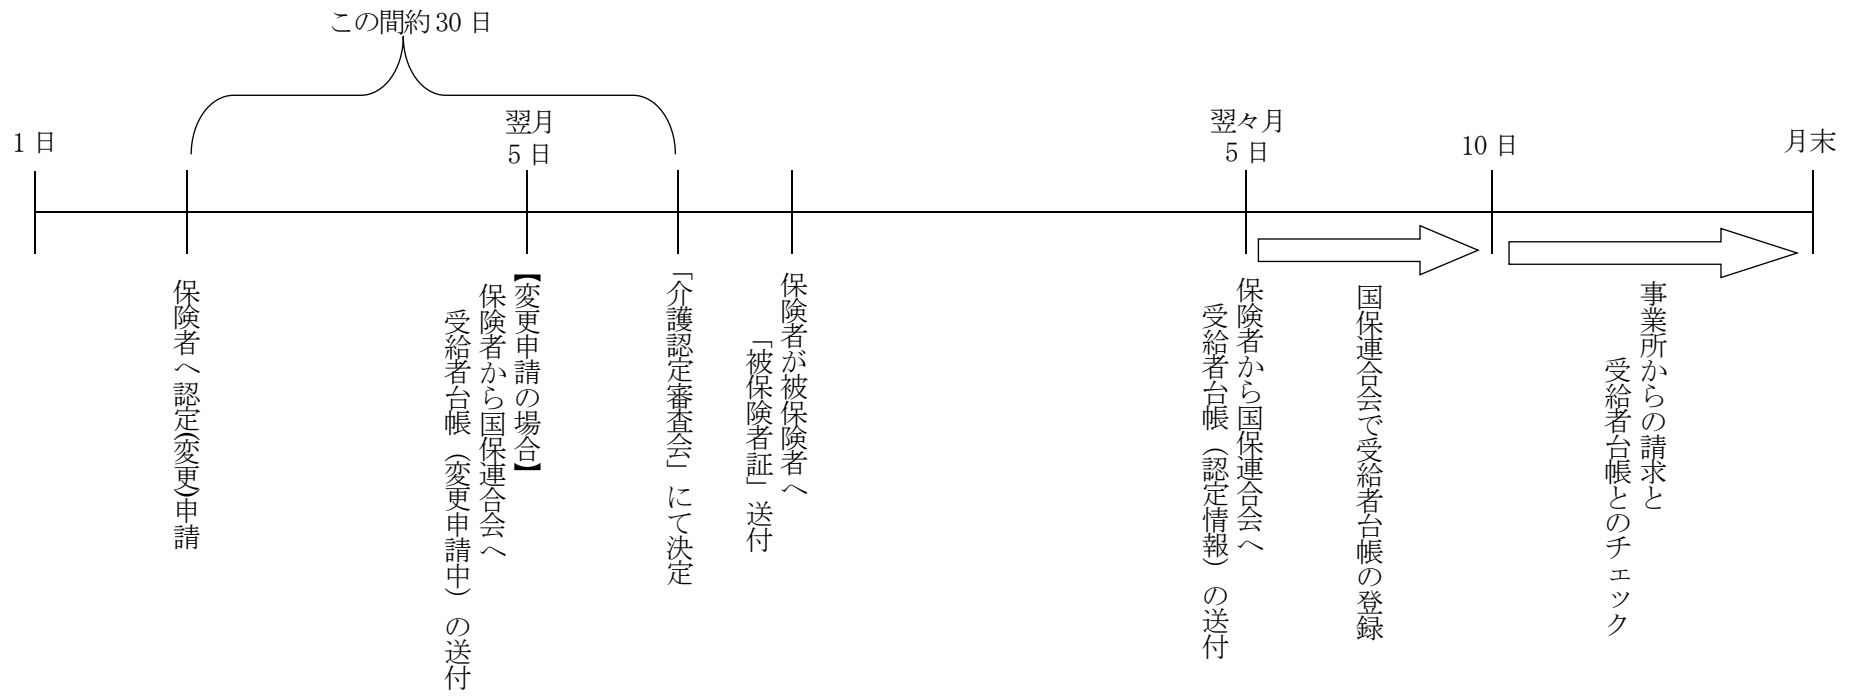 この間約30日
1日
翌月
5日
翌々月
5日
10日
月末
保険者へ認定(変更)申請
【変更申請の場合】
保険者から国保連合会へ
受給者台帳（変更申請中）の送付
「介護認定審査会」にて決定
保険者が被保険者へ
「被保険者証」送付
保険者から国保連合会へ
受給者台帳（認定情報）の送付
国保連合会で受給者台帳の登録
事業所からの請求と
受給者台帳とのチェック